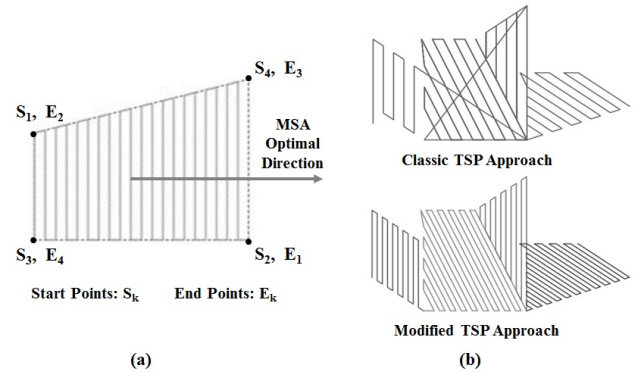 S4, E3
S1, E2
MSA
Optimal
Direction
S3, E4
S2, E1
Start Points: Sk
End Points: Ek
(a)
Classic TSP Approach
Modified TSP Approach
(b)